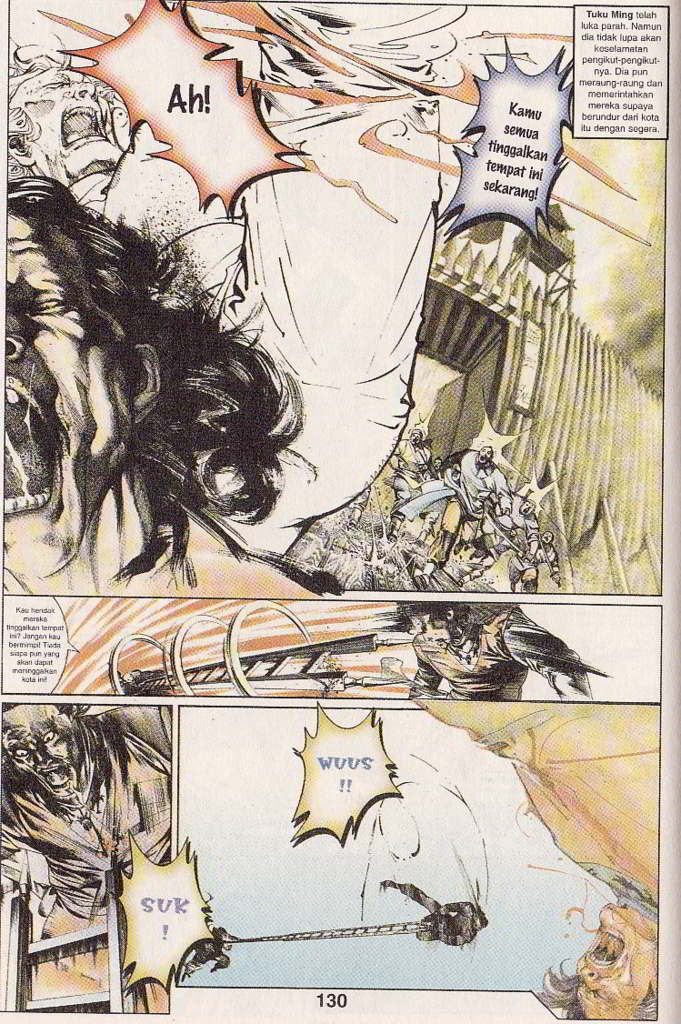 Tuku Ming telah
luka parah. Namun
dia tidak lupa akan
keselamatan
pengikut-pengikut-
nya. Dia pun
meraung-raung dan
memerintahkan
mereka supaya
berundur dari kota
itu dengan segera.
Ah!
Kamu
semua
tinggalkan
tempat ini
sekarang!
Kau hendak
mereka
tinggalkan tempat
ini? Jangan kau
bermimpi! Tiada
siapa pun yang
akan dapat
meninggalkan
kota ini!
WUUS
!!
SUK
!
130